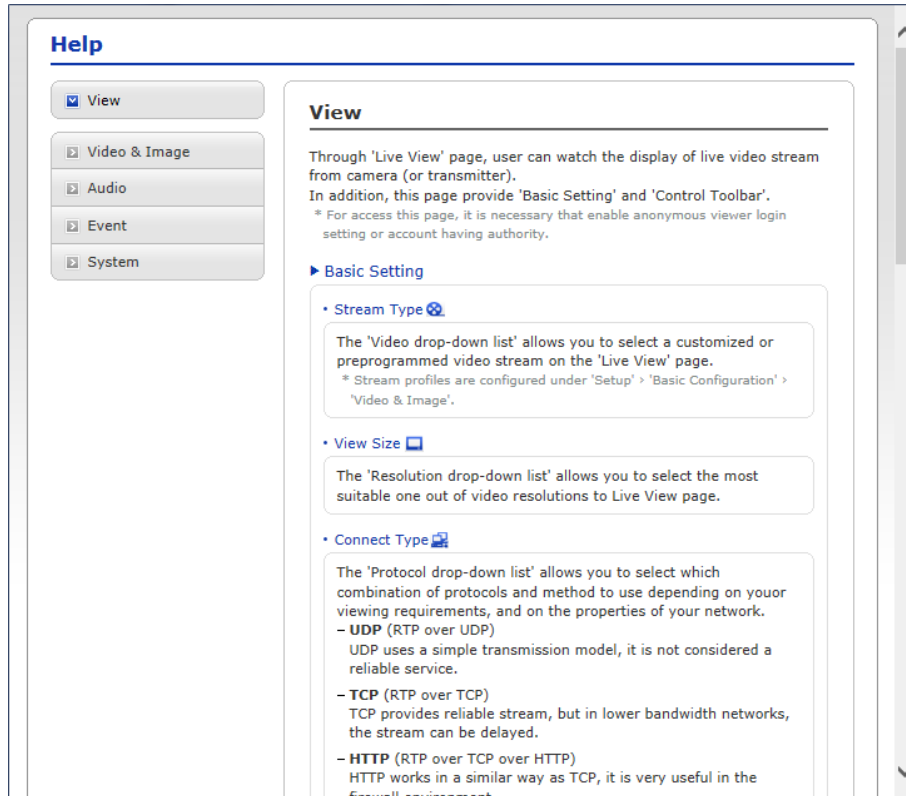 Help
View
Video & Image
Audio
Event
System
View
Through 'Live View' page, user can watch the display of live video stream
from camera (or transmitter).
In addition, this page provide 'Basic Setting' and 'Control Toolbar'.
* For access this page, it is necessary that enable anonymous viewer login
setting or account having authority.
Basic Setting
• Stream Type
The 'Video drop-down list' allows you to select a customized or
preprogrammed video stream on the 'Live View' page.
* Stream profiles are configured under 'Setup' > 'Basic Configuration' >
'Video & Image'.
• View Size
The 'Resolution drop-down list' allows you to select the most
suitable one out of video resolutions to Live View page.
• Connect Type
The 'Protocol drop-down list' allows you to select which
combination of protocols and method to use depending on youor
viewing requirements, and on the properties of your network.
– UDP (RTP over UDP)
UDP uses a simple transmission model, it is not considered a
reliable service.
– TCP (RTP over TCP)
TCP provides reliable stream, but in lower bandwidth networks,
the stream can be delayed.
– HTTP (RTP over TCP over HTTP)
HTTP works in a similar way as TCP, it is very useful in the
firewall environment